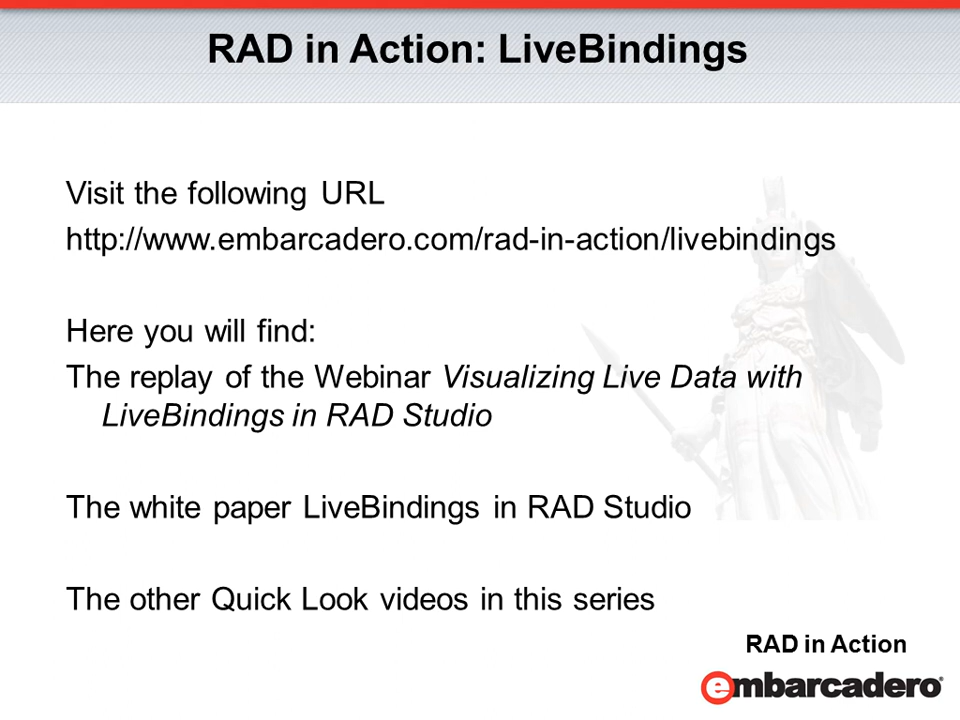 RAD in Action: LiveBindings
Visit the following URL
http://www.embarcadero.com/rad-in-action/livebindings
Here you will find:
The replay of the Webinar Visualizing Live Data with
LiveBindings in RAD Studio
The white paper LiveBindings in RAD Studio
The other Quick Look videos in this series
RAD in Action
embarcadero®